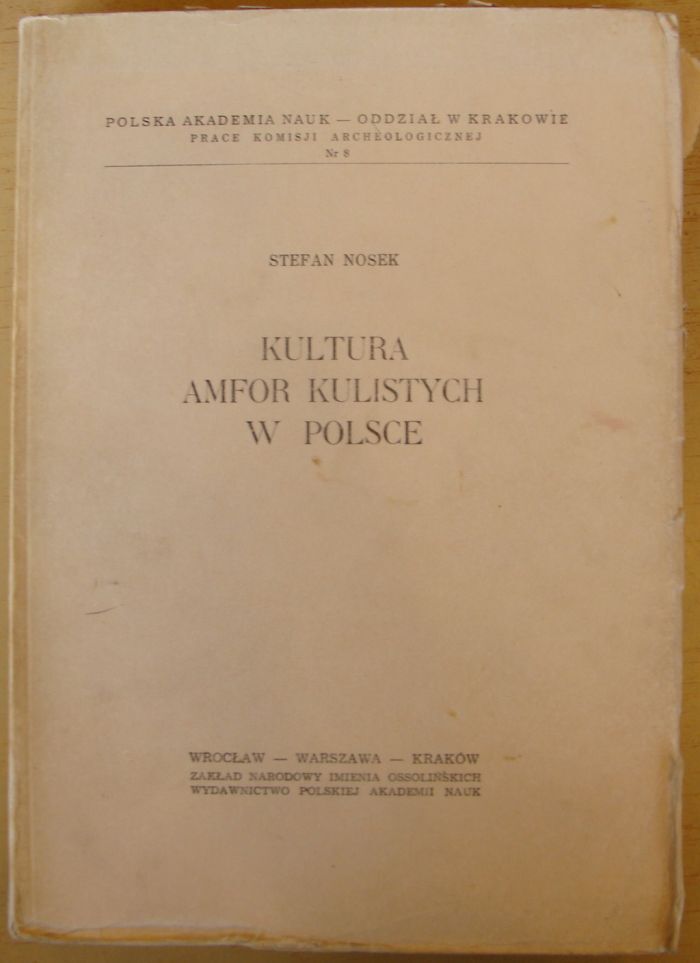 POLSKA AKADEMIA NAUK — ODDZIAŁ W KRAKOWIE
PRACE KOMISJI ARCHEOLOGICZNEJ
Nr 8
STEFAN NOSEK
KULTURA
AMFOR KULISTYCH
W POLSCE
WROCŁAW — WARSZAWA — KRAKÓW
ZAKŁAD NARODOWY IMIENIA OSSOLIŃSKICH
WYDAWNICTWO POLSKIEJ AKADEMII NAUK